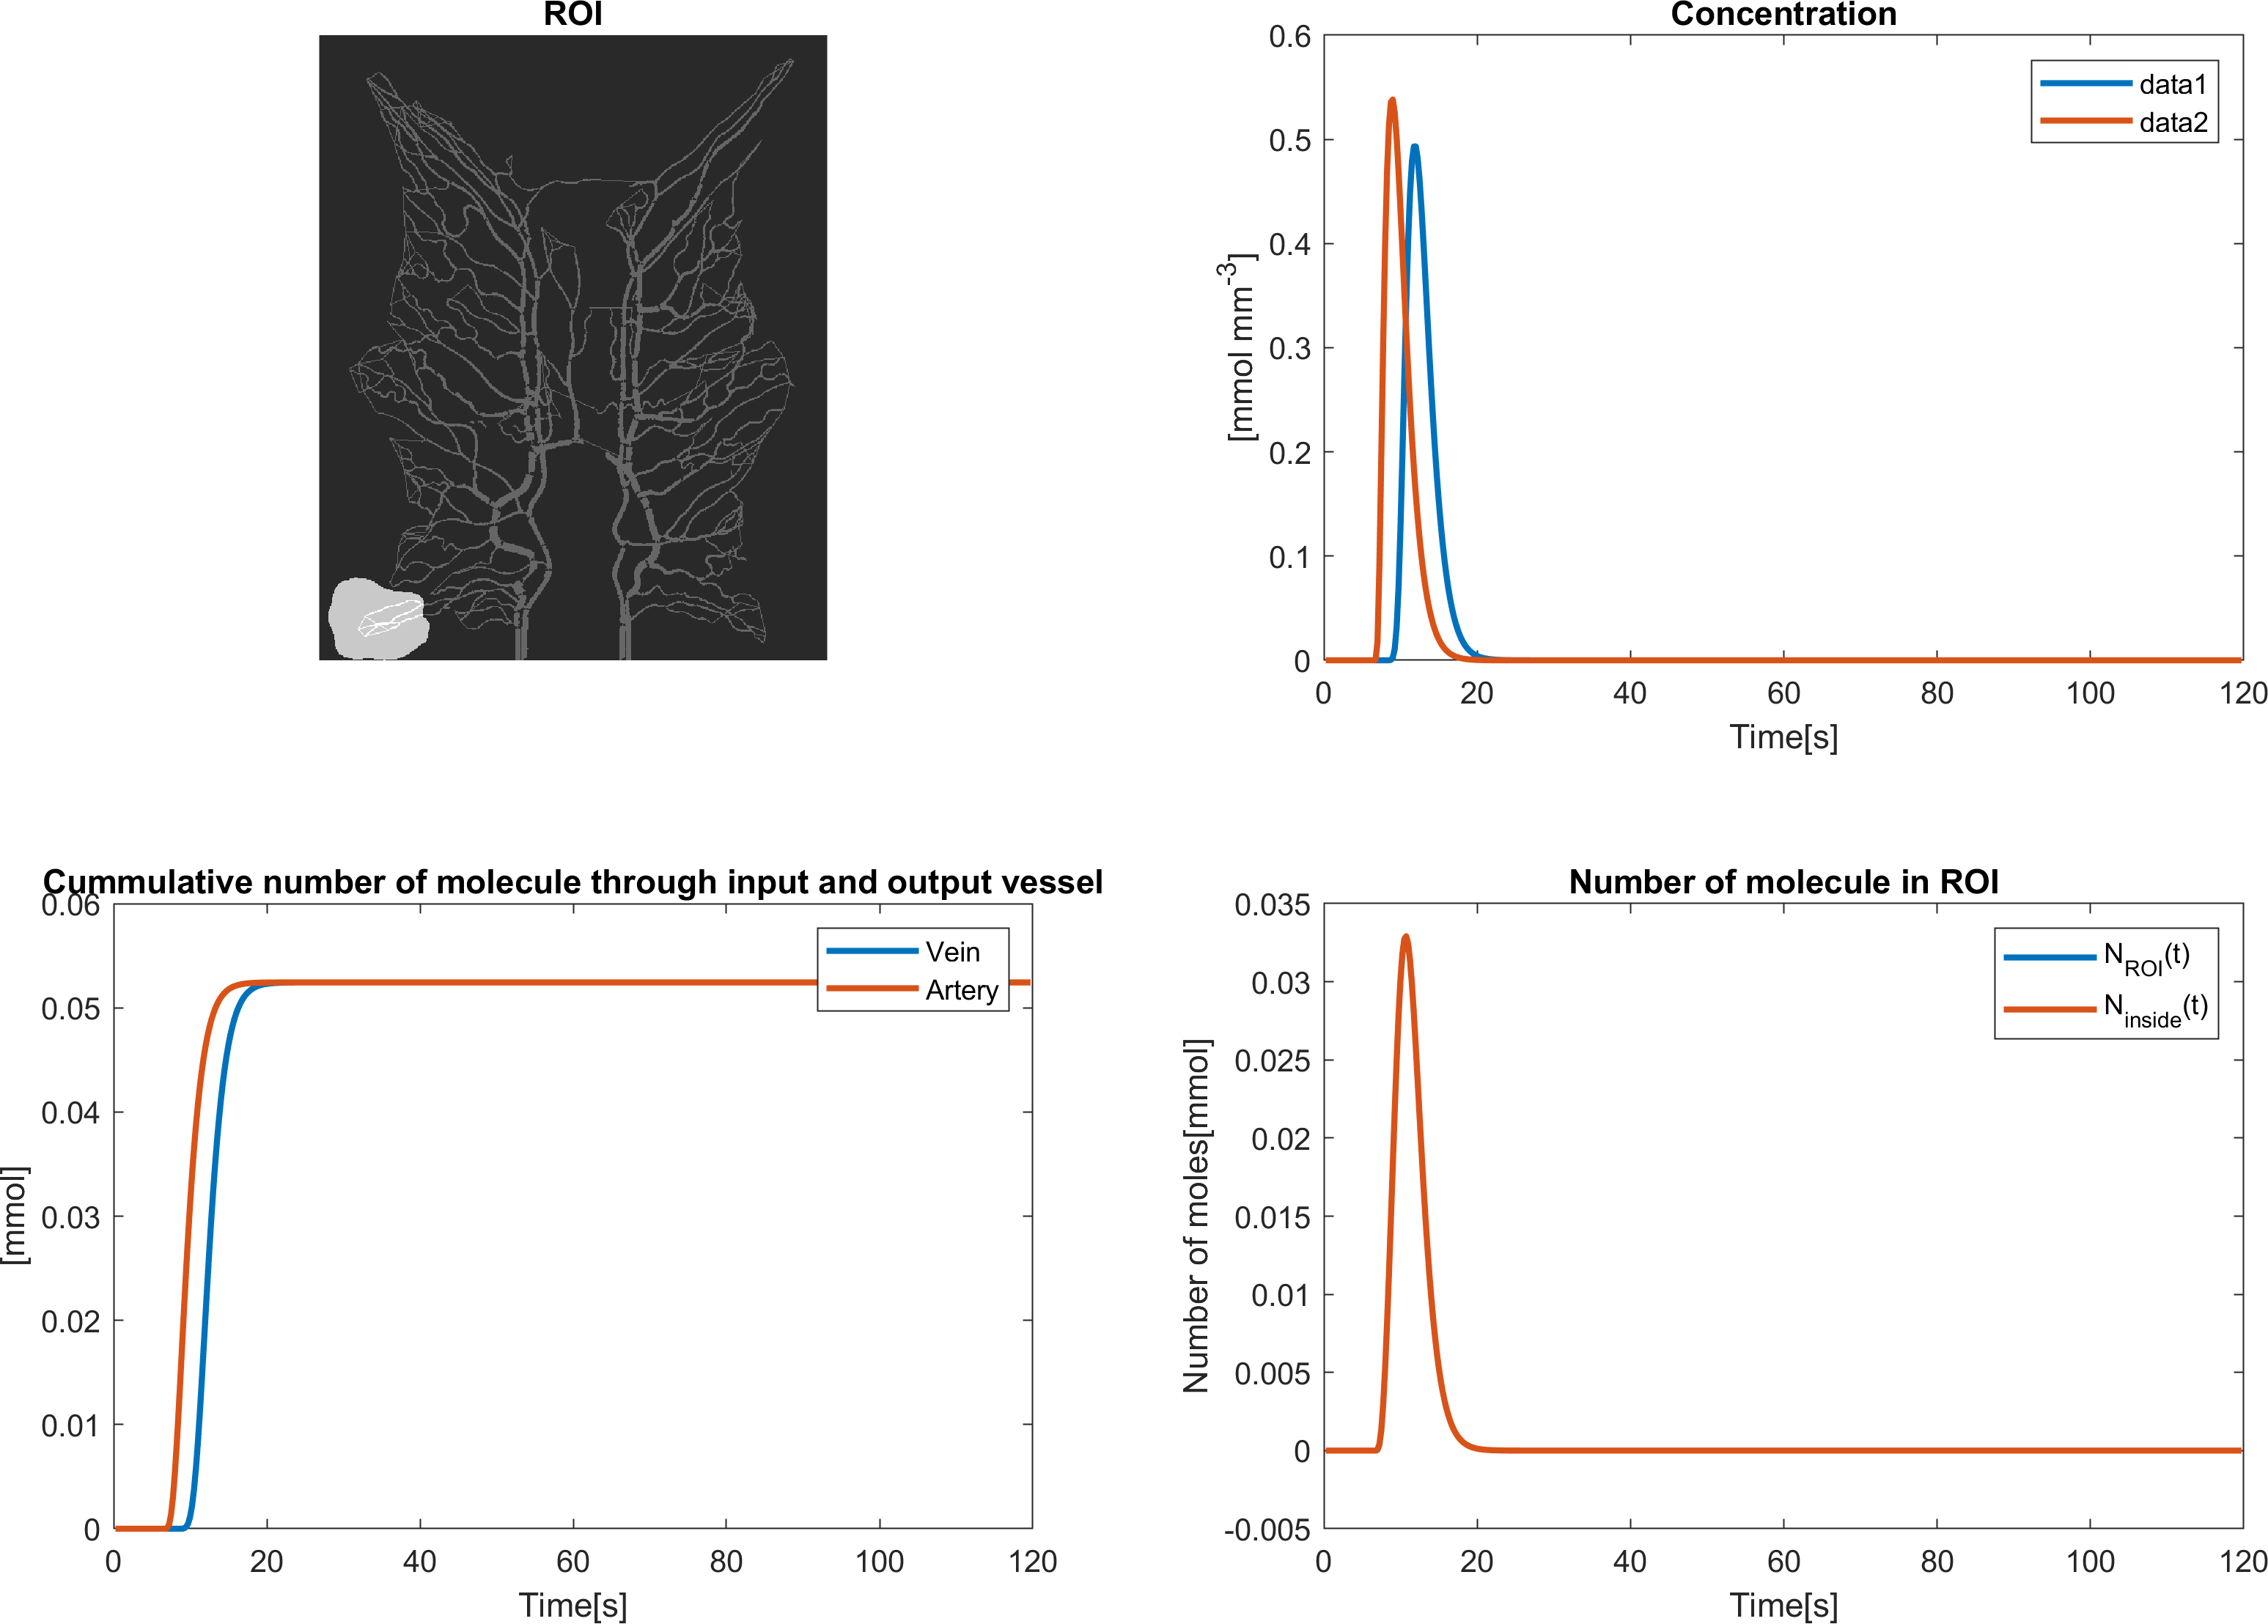 ROI
Concentration
[mmol mm-3]
0.6
0.5
0.4
0.3
0.2
0.1
0
0 20 40 60 80 100 120
Time[s]
data1
data2
Cummulative number of molecule through input and output vessel
[mmol]
0.06
0.05
0.04
0.03
0.02
0.01
0
0 20 40 60 80 100 120
Time[s]
Vein
Artery
Number of molecule in ROI
Number of moles[mmol]
0.035
0.03
0.025
0.02
0.015
0.01
0.005
0
-0.005
0 20 40 60 80 100 120
Time[s]
NROI(t)
Ninside(t)